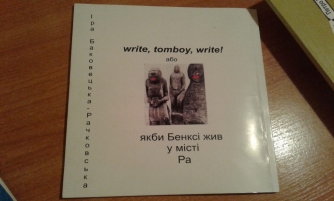 Іра Баковецька-Рачковська
write, tomboy, write!
або
якби Бенксі жив
у місті
Ра